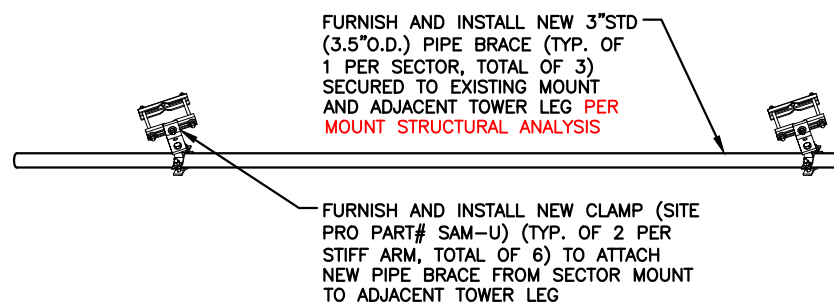 FURNISH AND INSTALL NEW 3"STD
(3.5"O.D.) PIPE BRACE (TYP. OF
1 PER SECTOR, TOTAL OF 3)
SECURED TO EXISTING MOUNT
AND ADJACENT TOWER LEG PER
MOUNT STRUCTURAL ANALYSIS
FURNISH AND INSTALL NEW CLAMP (SITE
PRO PART# SAM-U) (TYP. OF 2 PER
STIFF ARM, TOTAL OF 6) TO ATTACH
NEW PIPE BRACE FROM SECTOR MOUNT
TO ADJACENT TOWER LEG